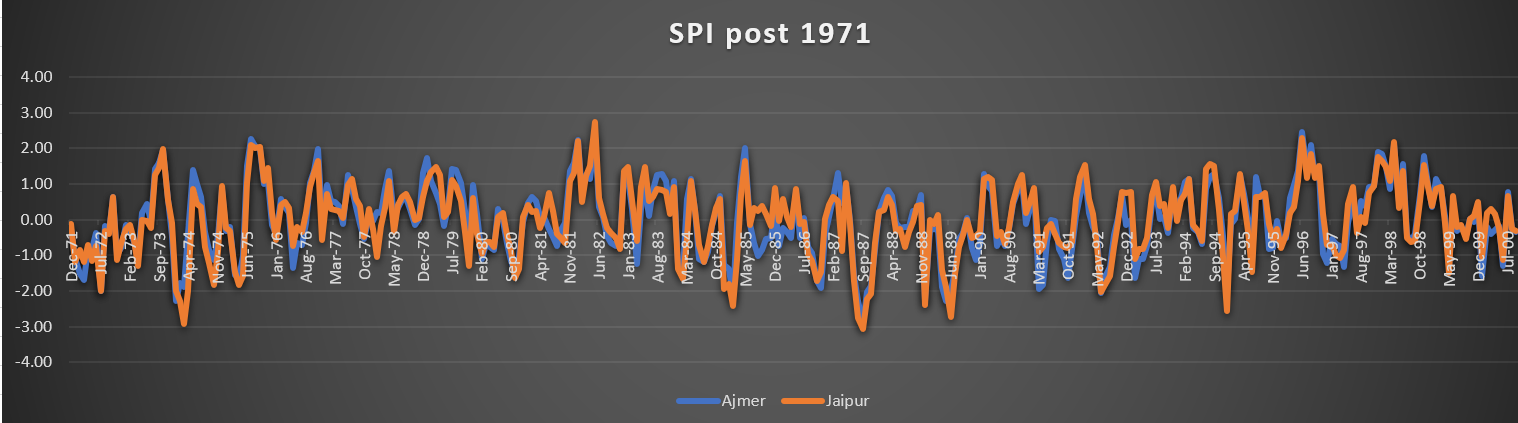 SPI post 1971
4.00
3.00
2.00
1.00
0.00
-1.00
-2.00
-3.00
-4.00
Dec-71
Jul-72
Feb-73
Sep-73
Apr-74
Nov-74
Jun-75
Jan-76
Aug-76
Mar-77
Oct-77
May-78
Dec-78
Jul-79
Feb-80
Sep-80
Apr-81
Nov-81
Jun-82
Jan-83
Aug-83
Mar-84
Oct-84
May-85
Dec-85
Jul-86
Feb-87
Sep-87
Apr-88
Nov-88
Jun-89
Jan-90
Aug-90
Mar-91
Oct-91
May-92
Dec-92
Jul-93
Feb-94
Sep-94
Apr-95
Nov-95
Jun-96
Jan-97
Aug-97
Mar-98
Oct-98
May-99
Dec-99
Jul-00
Ajmer
Jaipur